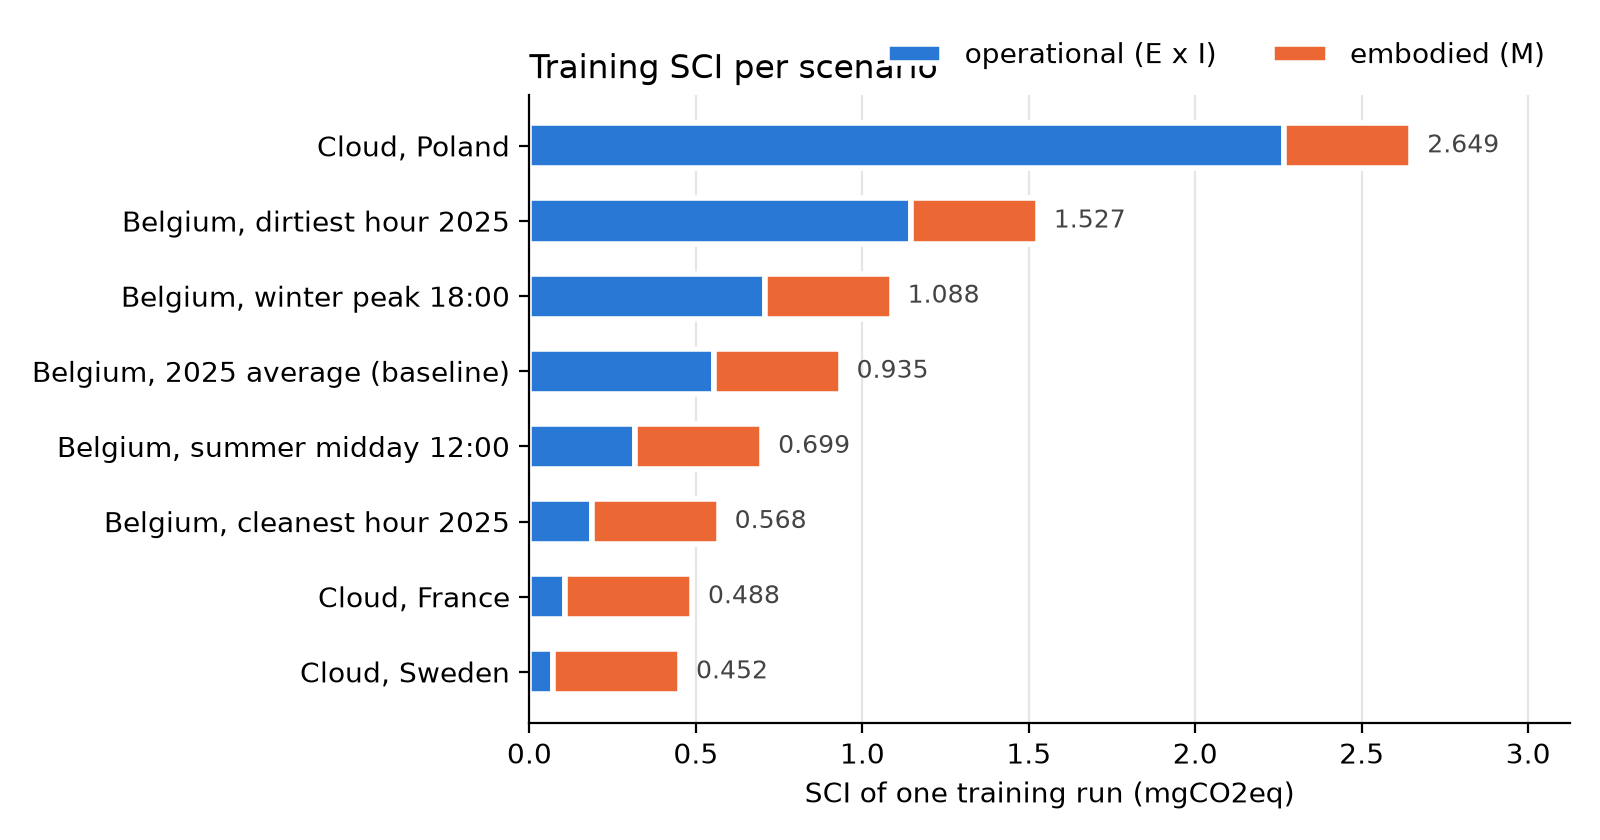 Training SCI per scenario
operational (E x I)
embodied (M)
Cloud, Poland
2.649
Belgium, dirtiest hour 2025
1.527
Belgium, winter peak 18:00
1.088
Belgium, 2025 average (baseline)
0.935
Belgium, summer midday 12:00
0.699
Belgium, cleanest hour 2025
0.568
Cloud, France
0.488
Cloud, Sweden
0.452
0.0 0.5 1.0 1.5 2.0 2.5 3.0
SCI of one training run (mgCO2eq)